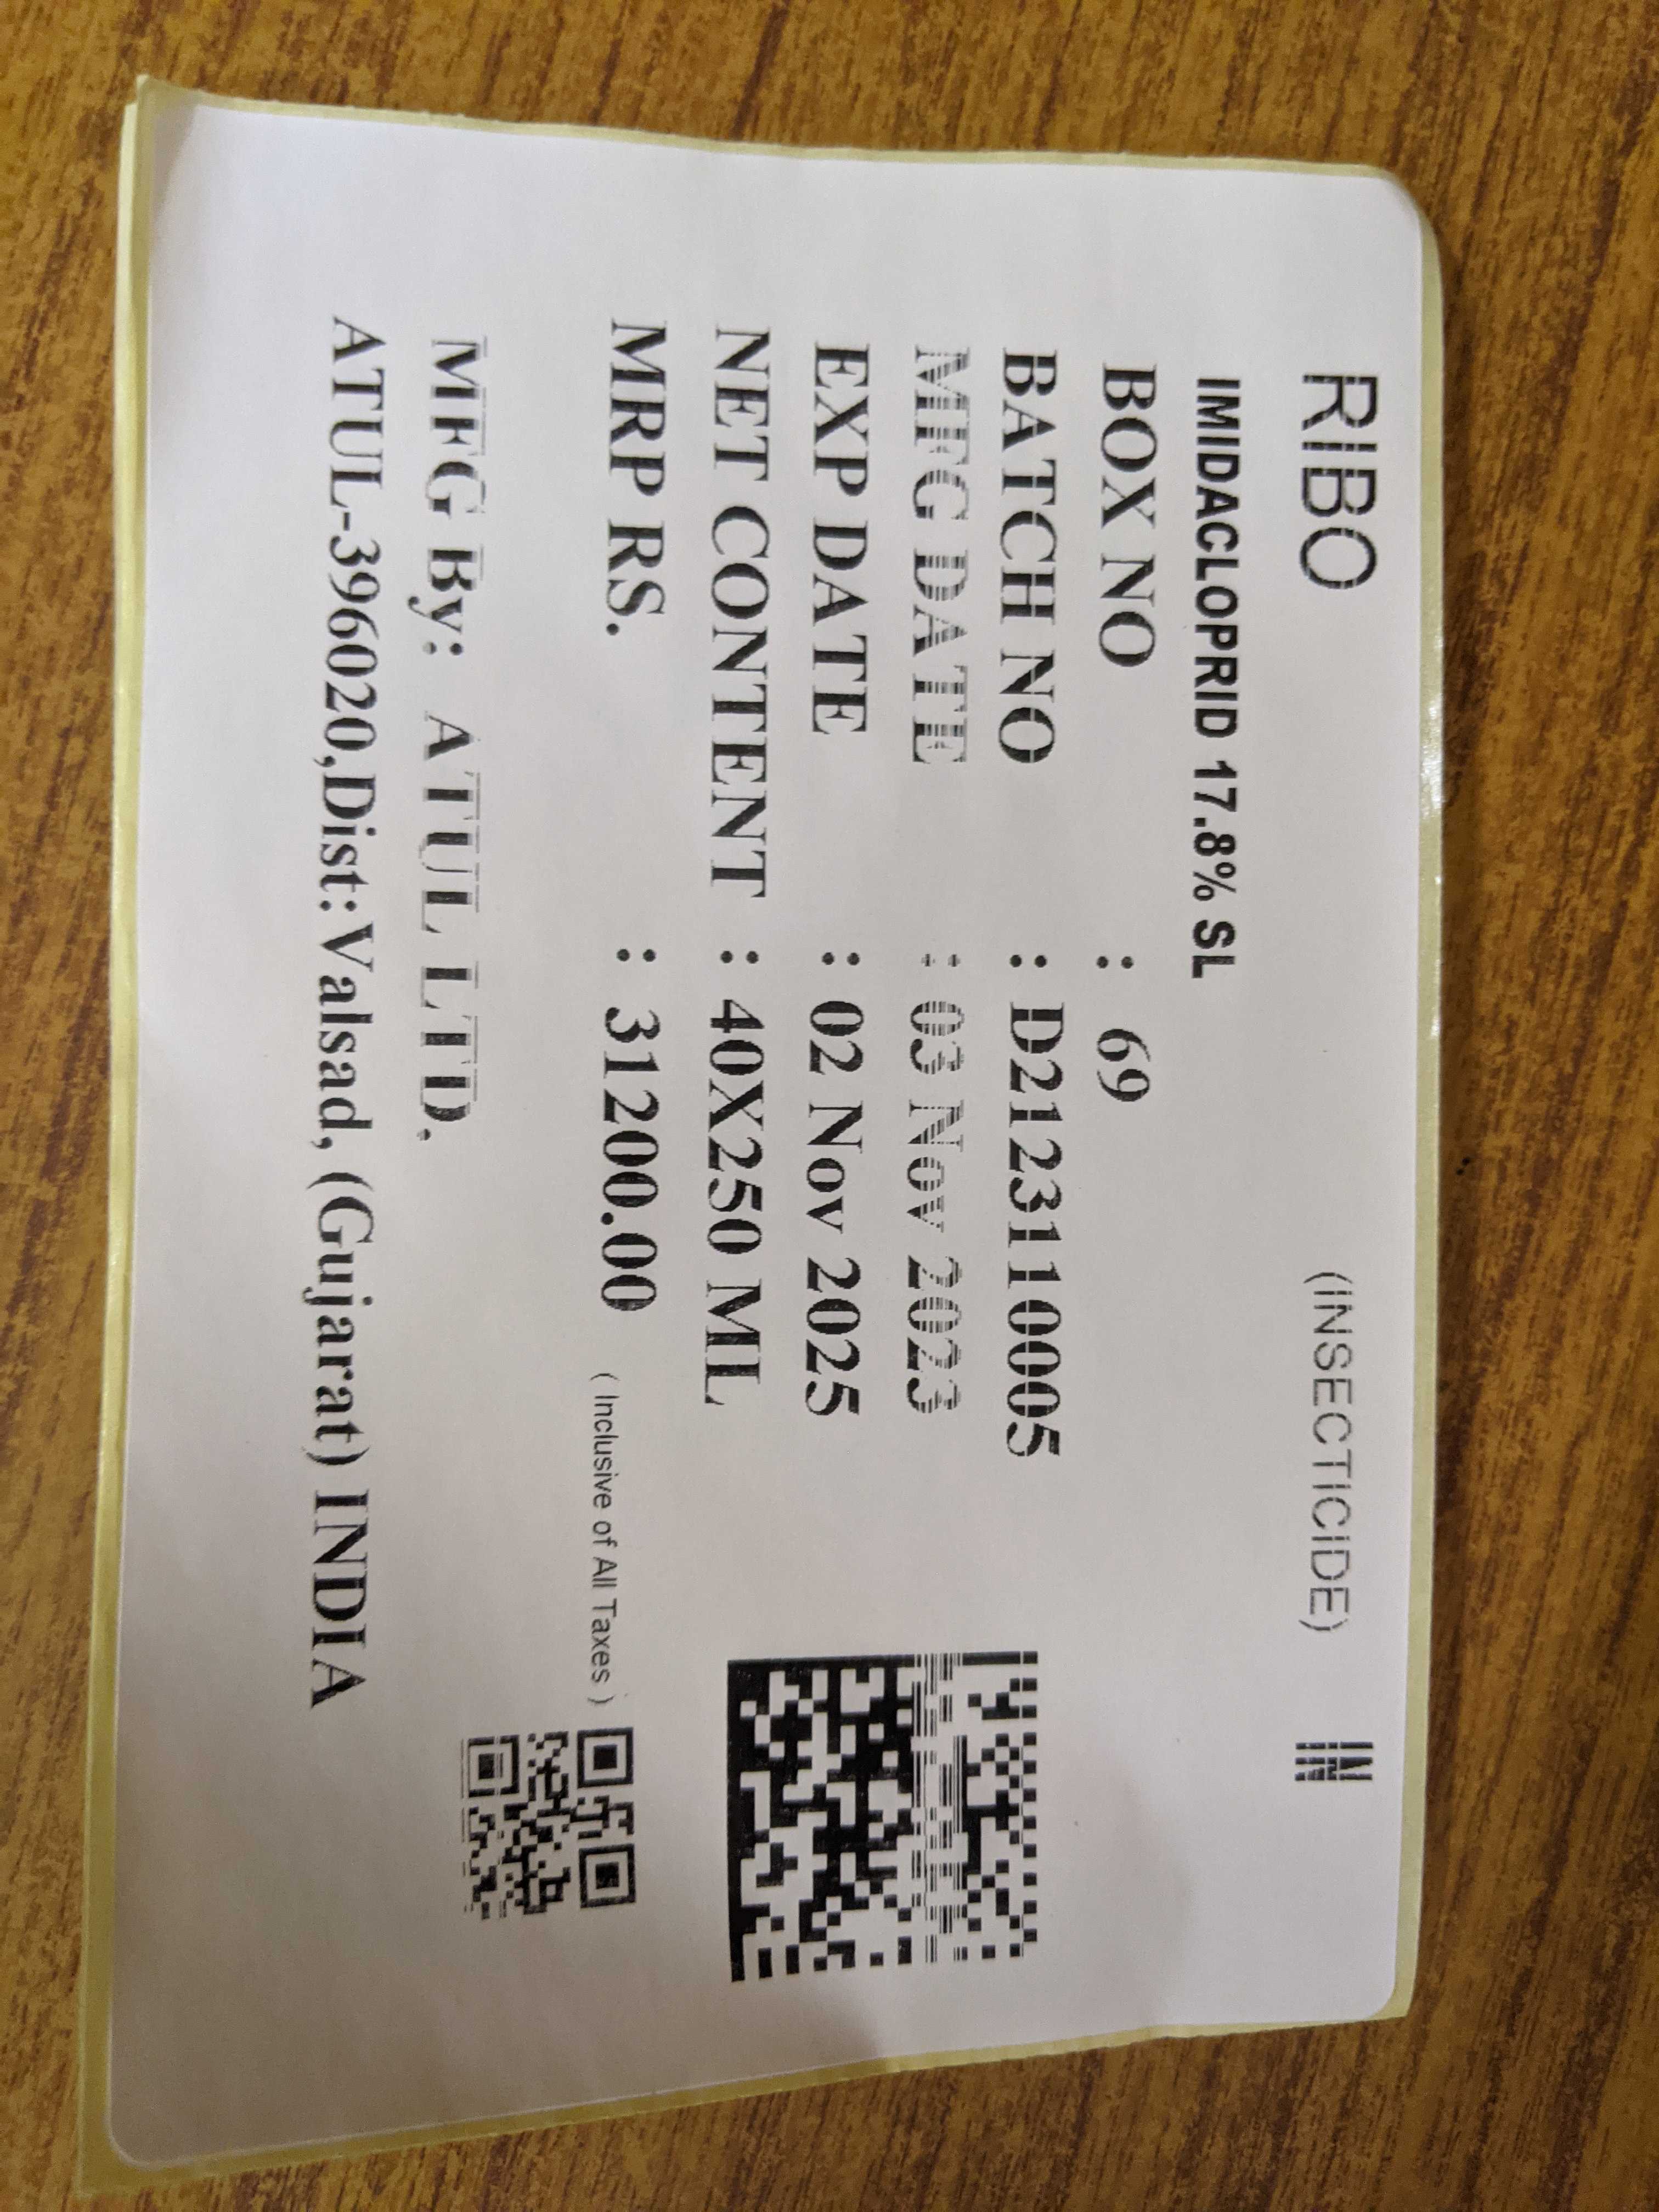 RIBO (INSECTICIDE) IN
IMIDACLOPRID 17.8% SL
BOX NO : 69
BATCH NO : D2123110005
MFG DATE : 03 Nov 2023
EXP DATE : 02 Nov 2025
NET CONTENT : 40X250 ML
MRP RS. : 31200.00 ( Inclusive of All Taxes )
MFG By: ATUL LTD.
ATUL-396020,Dist:Valsad, (Gujarat) INDIA